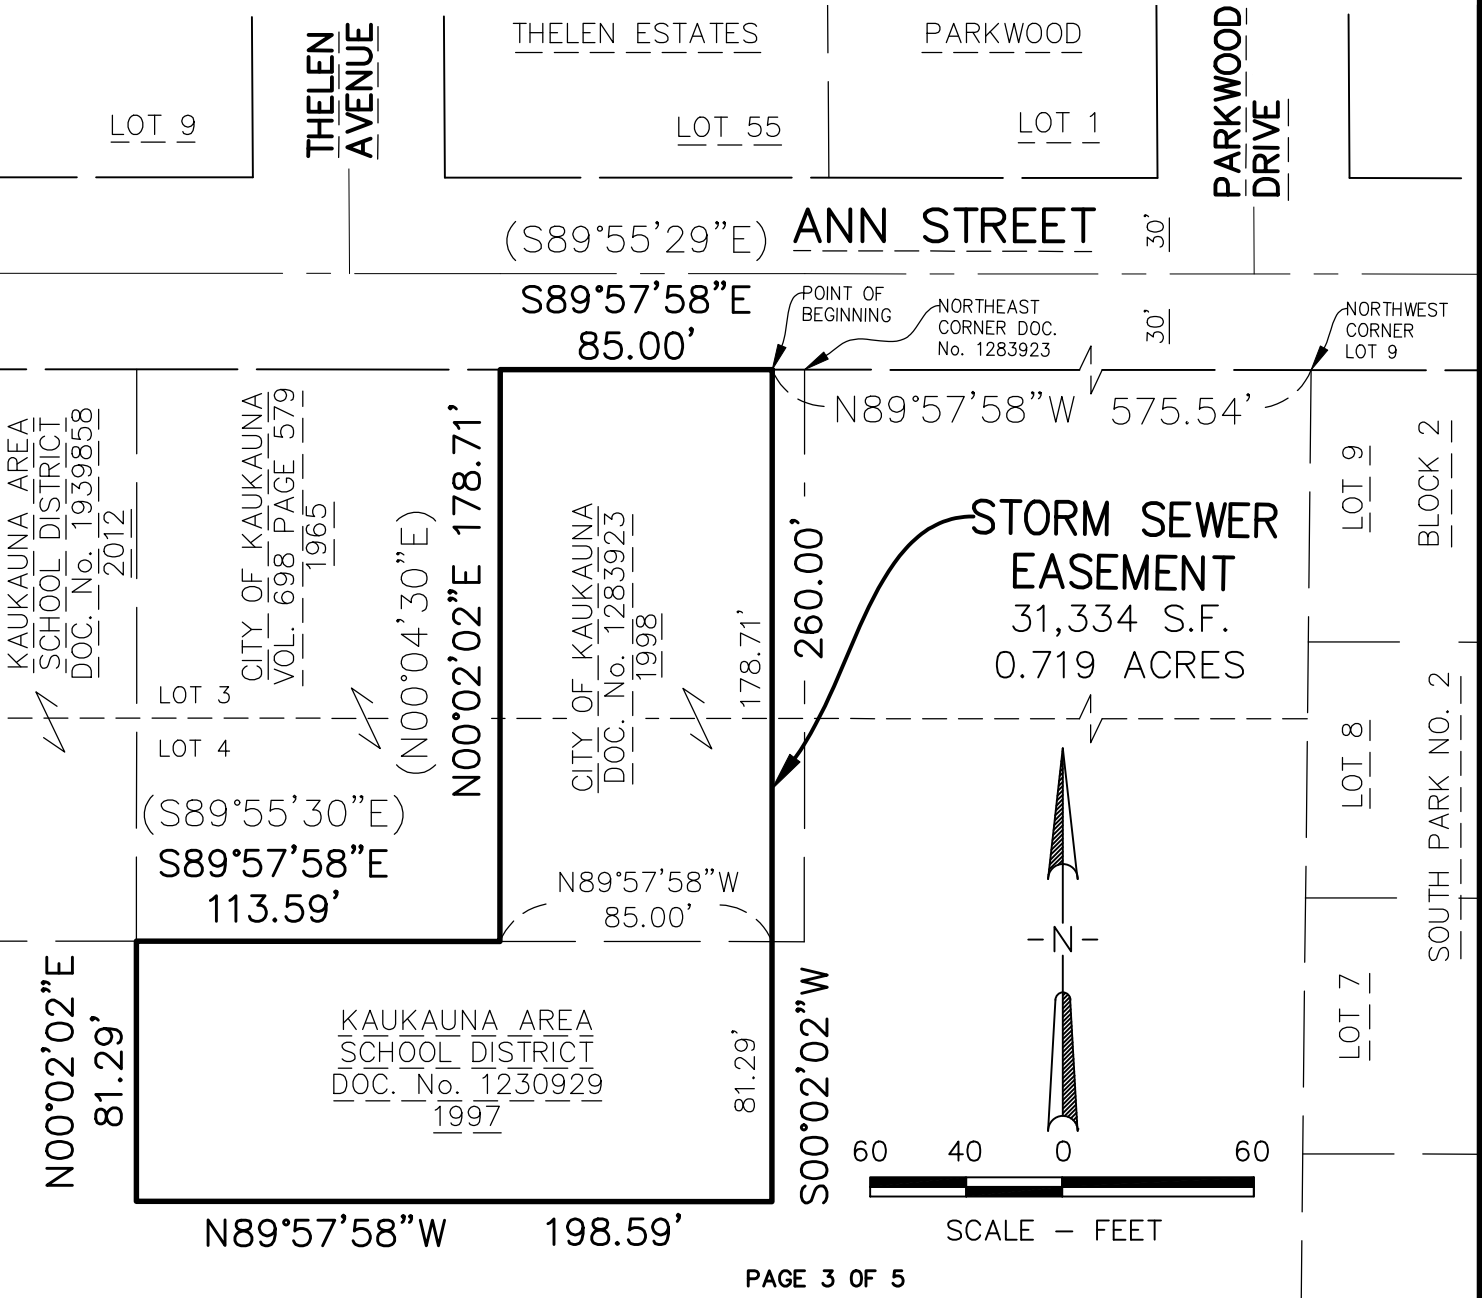 THELEN
AVENUE
THELEN ESTATES
PARKWOOD
PARKWOOD
DRIVE
LOT 9
LOT 55
LOT 1
(S89°55'29"E)
ANN STREET
30'
S89°57'58"E
85.00'
POINT OF
BEGINNING
NORTHEAST
CORNER DOC.
No. 1283923
30'
NORTHWEST
CORNER
LOT 9
N89°57'58"W 575.54'
KAUKAUNA AREA
SCHOOL DISTRICT
DOC. No. 1939858
2012
CITY OF KAUKAUNA
VOL. 698 PAGE 579
1965
(N00°04'30"E)
N00°02'02"E 178.71'
CITY OF KAUKAUNA
DOC. No. 1283923
1998
178.71'
260.00'
STORM SEWER
EASEMENT
31,334 S.F.
0.719 ACRES
LOT 9
BLOCK 2
LOT 3
LOT 4
LOT 8
SOUTH PARK NO. 2
(S89°55'30"E)
S89°57'58"E
113.59'
N89°57'58"W
85.00'
N
N00°02'02"E
81.29'
KAUKAUNA AREA
SCHOOL DISTRICT
DOC. No. 1230929
1997
81.29'
S00°02'02"W
LOT 7
60 40 0 60
SCALE - FEET
N89°57'58"W 198.59'
PAGE 3 OF 5